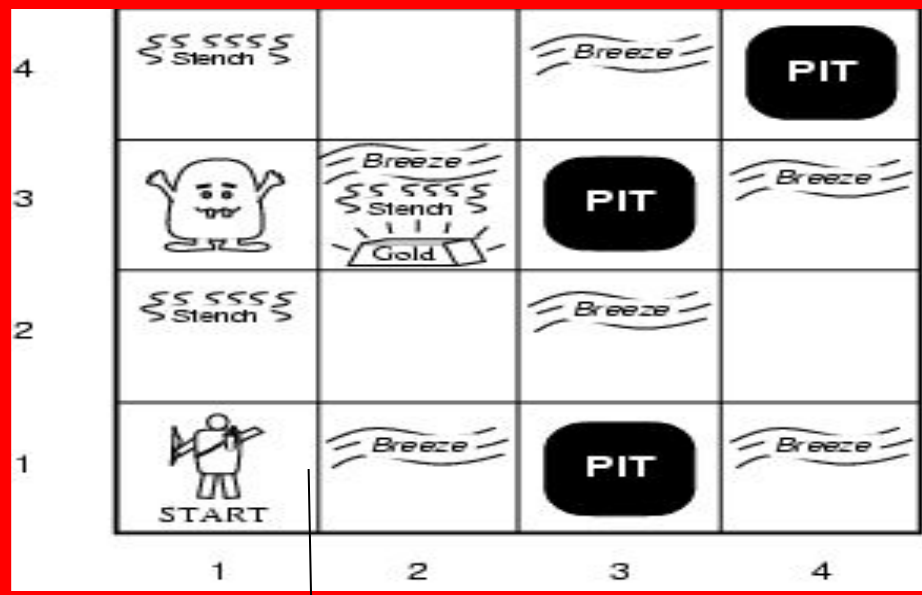 4
Stench
Breeze
PIT
3
Breeze
Stench
Gold
PIT
Breeze
2
Stench
Breeze
1
START
Breeze
PIT
Breeze
1 2 3 4